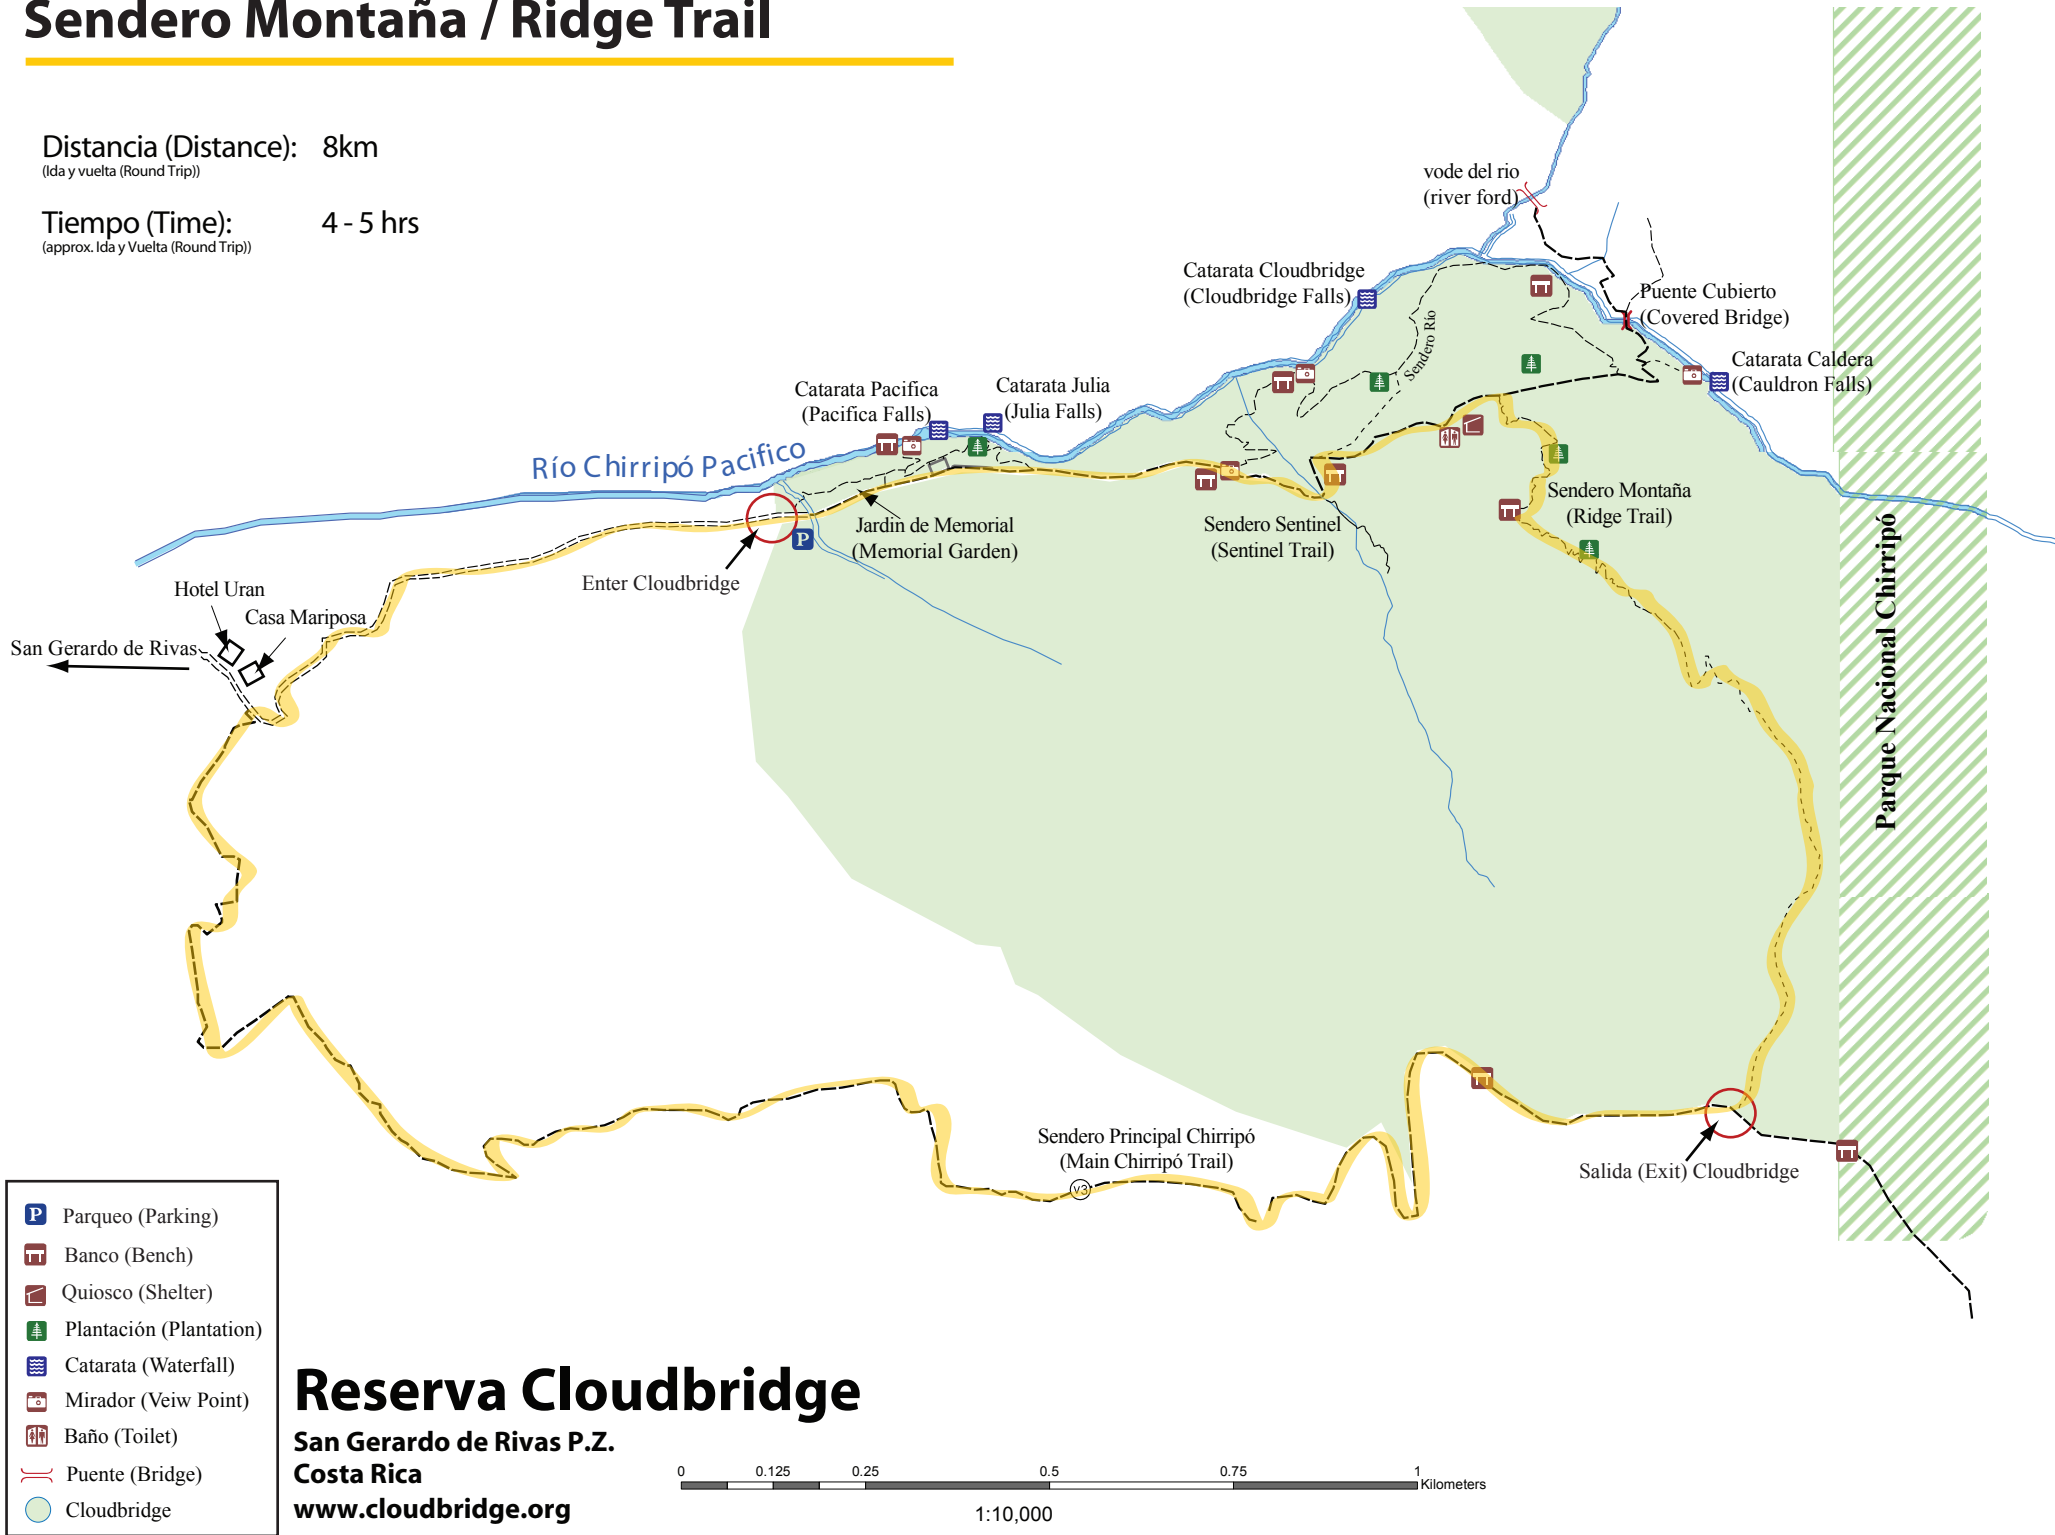 Sendero Montaña / Ridge Trail
Distancia (Distance): 8km
(Ida y vuelta (Round Trip))
Tiempo (Time): 4 - 5 hrs
(approx. Ida y Vuelta (Round Trip))
vode del rio
(river ford)
Catarata Cloudbridge
(Cloudbridge Falls)
Puente Cubierto
(Covered Bridge)
Sendero Río
Catarata Caldera
(Cauldron Falls)
Catarata Pacifica
(Pacifica Falls)
Catarata Julia
(Julia Falls)
Río Chirripó Pacifico
Sendero Montaña
(Ridge Trail)
Jardin de Memorial
(Memorial Garden)
Sendero Sentinel
(Sentinel Trail)
P
Enter Cloudbridge
Hotel Uran
Casa Mariposa
San Gerardo de Rivas
Parque Nacional Chirripó
Sendero Principal Chirripó
(Main Chirripó Trail)
v3
Salida (Exit) Cloudbridge
P Parqueo (Parking)
Banco (Bench)
Quiosco (Shelter)
Plantación (Plantation)
Catarata (Waterfall)
Mirador (Veiw Point)
Baño (Toilet)
Puente (Bridge)
Cloudbridge
Reserva Cloudbridge
San Gerardo de Rivas P.Z.
Costa Rica
www.cloudbridge.org
0 0.125 0.25 0.5 0.75 1
Kilometers
1:10,000